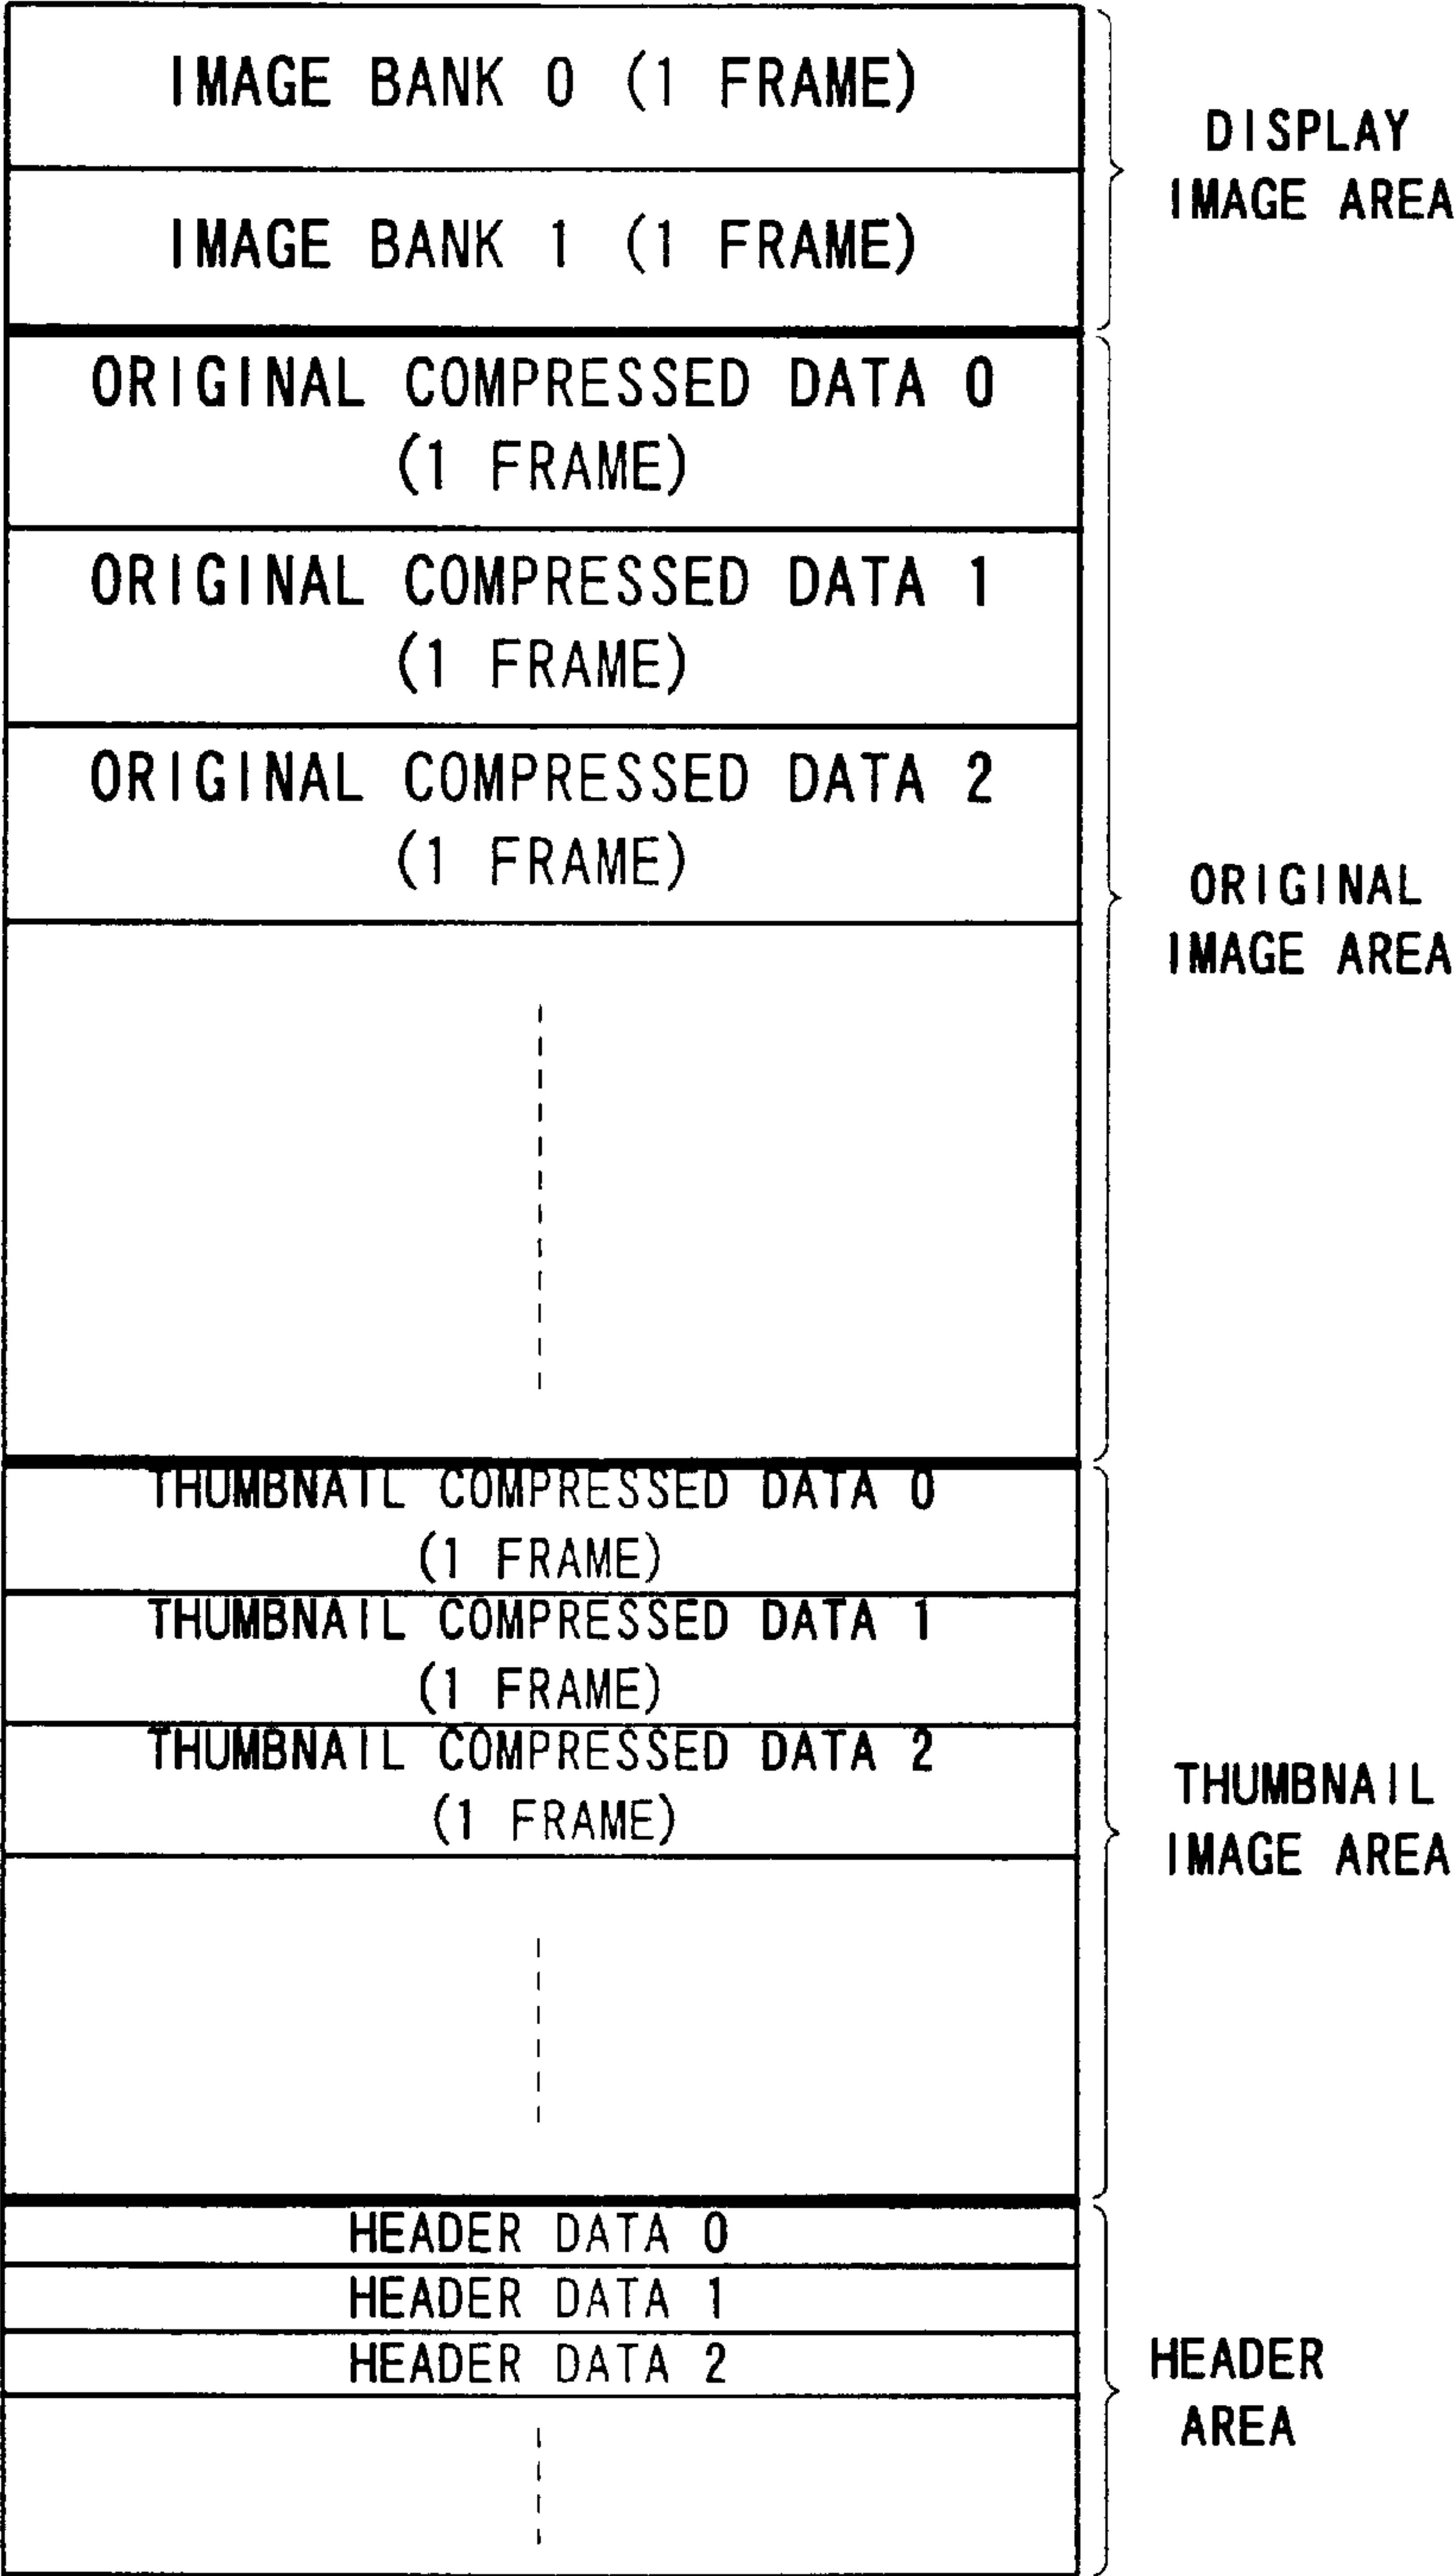 IMAGE BANK 0 (1 FRAME)
IMAGE BANK 1 (1 FRAME)
DISPLAY
IMAGE AREA
ORIGINAL COMPRESSED DATA 0
(1 FRAME)
ORIGINAL COMPRESSED DATA 1
(1 FRAME)
ORIGINAL COMPRESSED DATA 2
(1 FRAME)
ORIGINAL
IMAGE AREA
THUMBNAIL COMPRESSED DATA 0
(1 FRAME)
THUMBNAIL COMPRESSED DATA 1
(1 FRAME)
THUMBNAIL COMPRESSED DATA 2
(1 FRAME)
THUMBNAIL
IMAGE AREA
HEADER DATA 0
HEADER DATA 1
HEADER DATA 2
HEADER
AREA